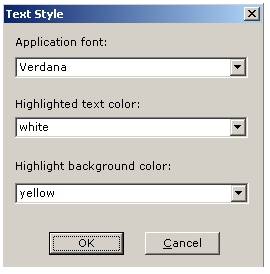 Text Style
Application font:
Verdana
Highlighted text color:
white
Highlight background color:
yellow
OK
Cancel